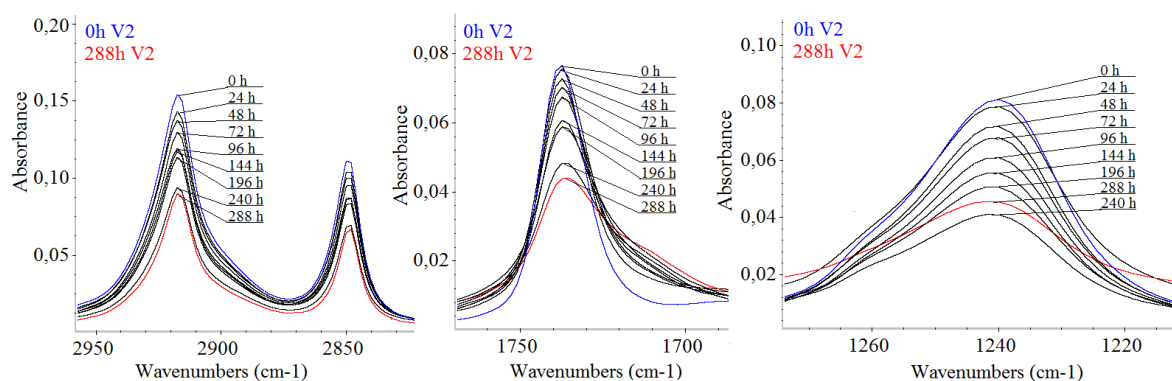 0,20
0h V2
288h V2
0 h
24 h
48 h
72 h
96 h
144 h
196 h
240 h
288 h
0,15
0,10
0,05
Absorbance
2950
2900
2850
Wavenumbers (cm-1)
0h V2
288h V2
0,08
0,06
0,04
0,02
0 h
24 h
48 h
72 h
96 h
144 h
196 h
240 h
288 h
Absorbance
1750
1700
Wavenumbers (cm-1)
0h V2
288h V2
0,10
0,08
0,06
0,04
0,02
0 h
24 h
48 h
72 h
96 h
144 h
196 h
288 h
240 h
Absorbance
1260
1240
1220
Wavenumbers (cm-1)